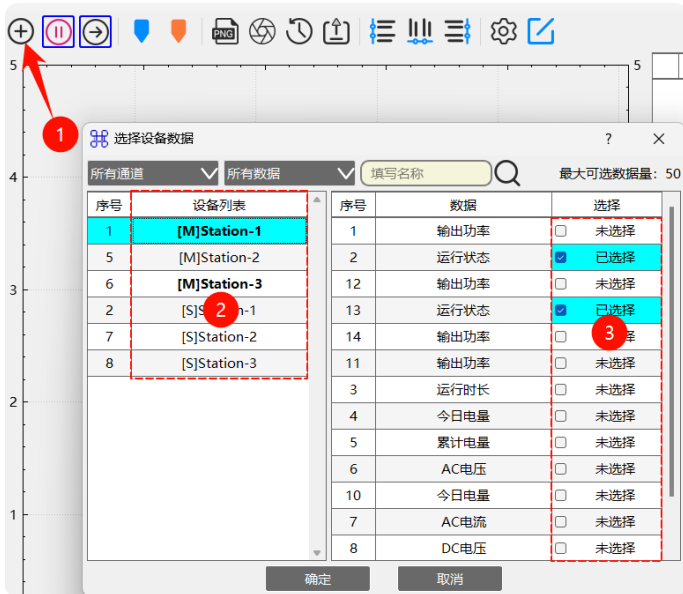 PNG
5 5
1
选择设备数据 ? ×
4
所有通道 所有数据 填写名称 最大可选数据量: 50
序号 设备列表 序号 数据 选择
1 [M]Station-1 1 输出功率 未选择
5 [M]Station-2 2 运行状态 已选择
6 [M]Station-3 12 输出功率 未选择
3
2 [S]S 2 n-1 13 运行状态 已选择
7 [S]Station-2 14 输出功率 未 3
8 [S]Station-3 11 输出功率 未选择
3 运行时长 未选择
2
4 今日电量 未选择
5 累计电量 未选择
6 AC电压 未选择
10 今日电量 未选择
1
7 AC电流 未选择
8 DC电压 未选择
确定 取消